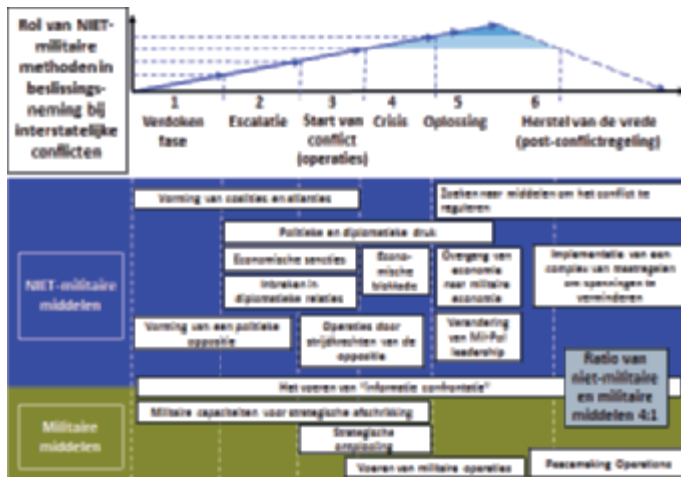 Rol van NIET-
militaire
methoden in
beslissings-
neming bij
interstatelijke
conflicten
1
Verdoken
fase
2
Escalatie
3
Start van
conflict
(operaties)
4
Crisis
5
Oplossing
6
Herstel van de vrede
(post-conflictregeling)
NIET-militaire
middelen
Vorming van coalities en allianties
Zoeken naar middelen om het conflict te
reguleren
Politieke en diplomatieke druk
Economische sancties
Econo-
mische
blokkade
Overgang van
economie
naar militaire
economie
Implementatie van een
complex van maatregelen
om spanningen te
verminderen
Inbreken in
diplomatieke relaties
Vorming van een politieke
oppositie
Operaties door
strijdkrachten van de
oppositie
Verandering
van Mil-Pol
leadership
Ratio van
niet-militaire
en militaire
middelen 4:1
Het voeren van "informatie confrontatie"
Militaire
middelen
Militaire capaciteiten voor strategische afschrikking
Strategische
ontplooiing
Voeren van militaire operaties
Peacemaking Operations